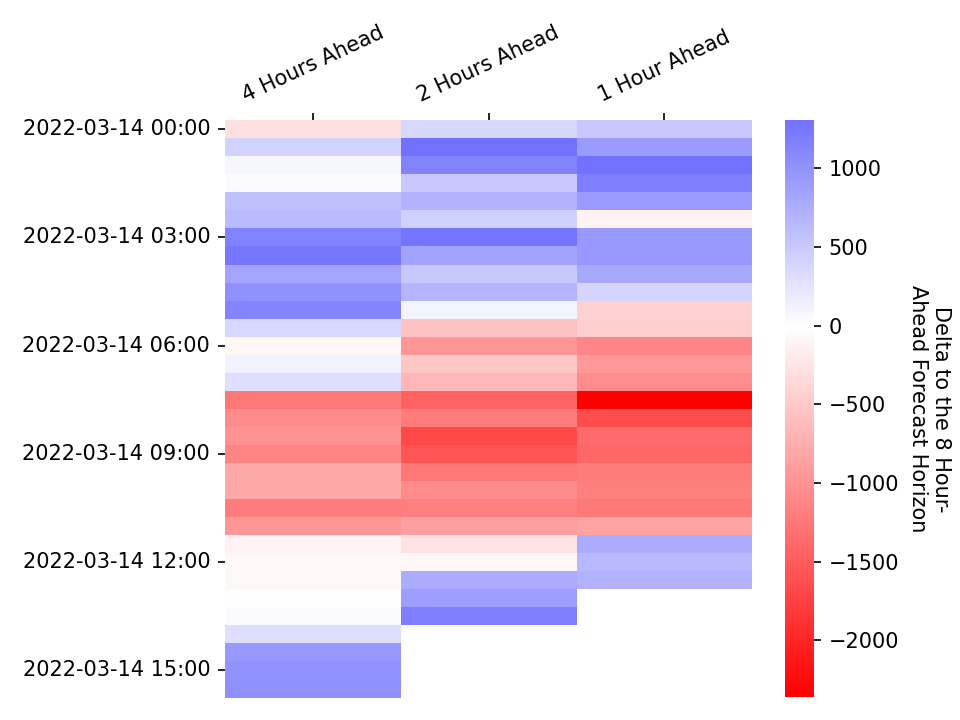 4 Hours Ahead
2 Hours Ahead
1 Hour Ahead
2022-03-14 00:00
2022-03-14 03:00
2022-03-14 06:00
2022-03-14 09:00
2022-03-14 12:00
2022-03-14 15:00
1000
500
0
−500
−1000
−1500
−2000
Delta to the 8 Hour-
Ahead Forecast Horizon